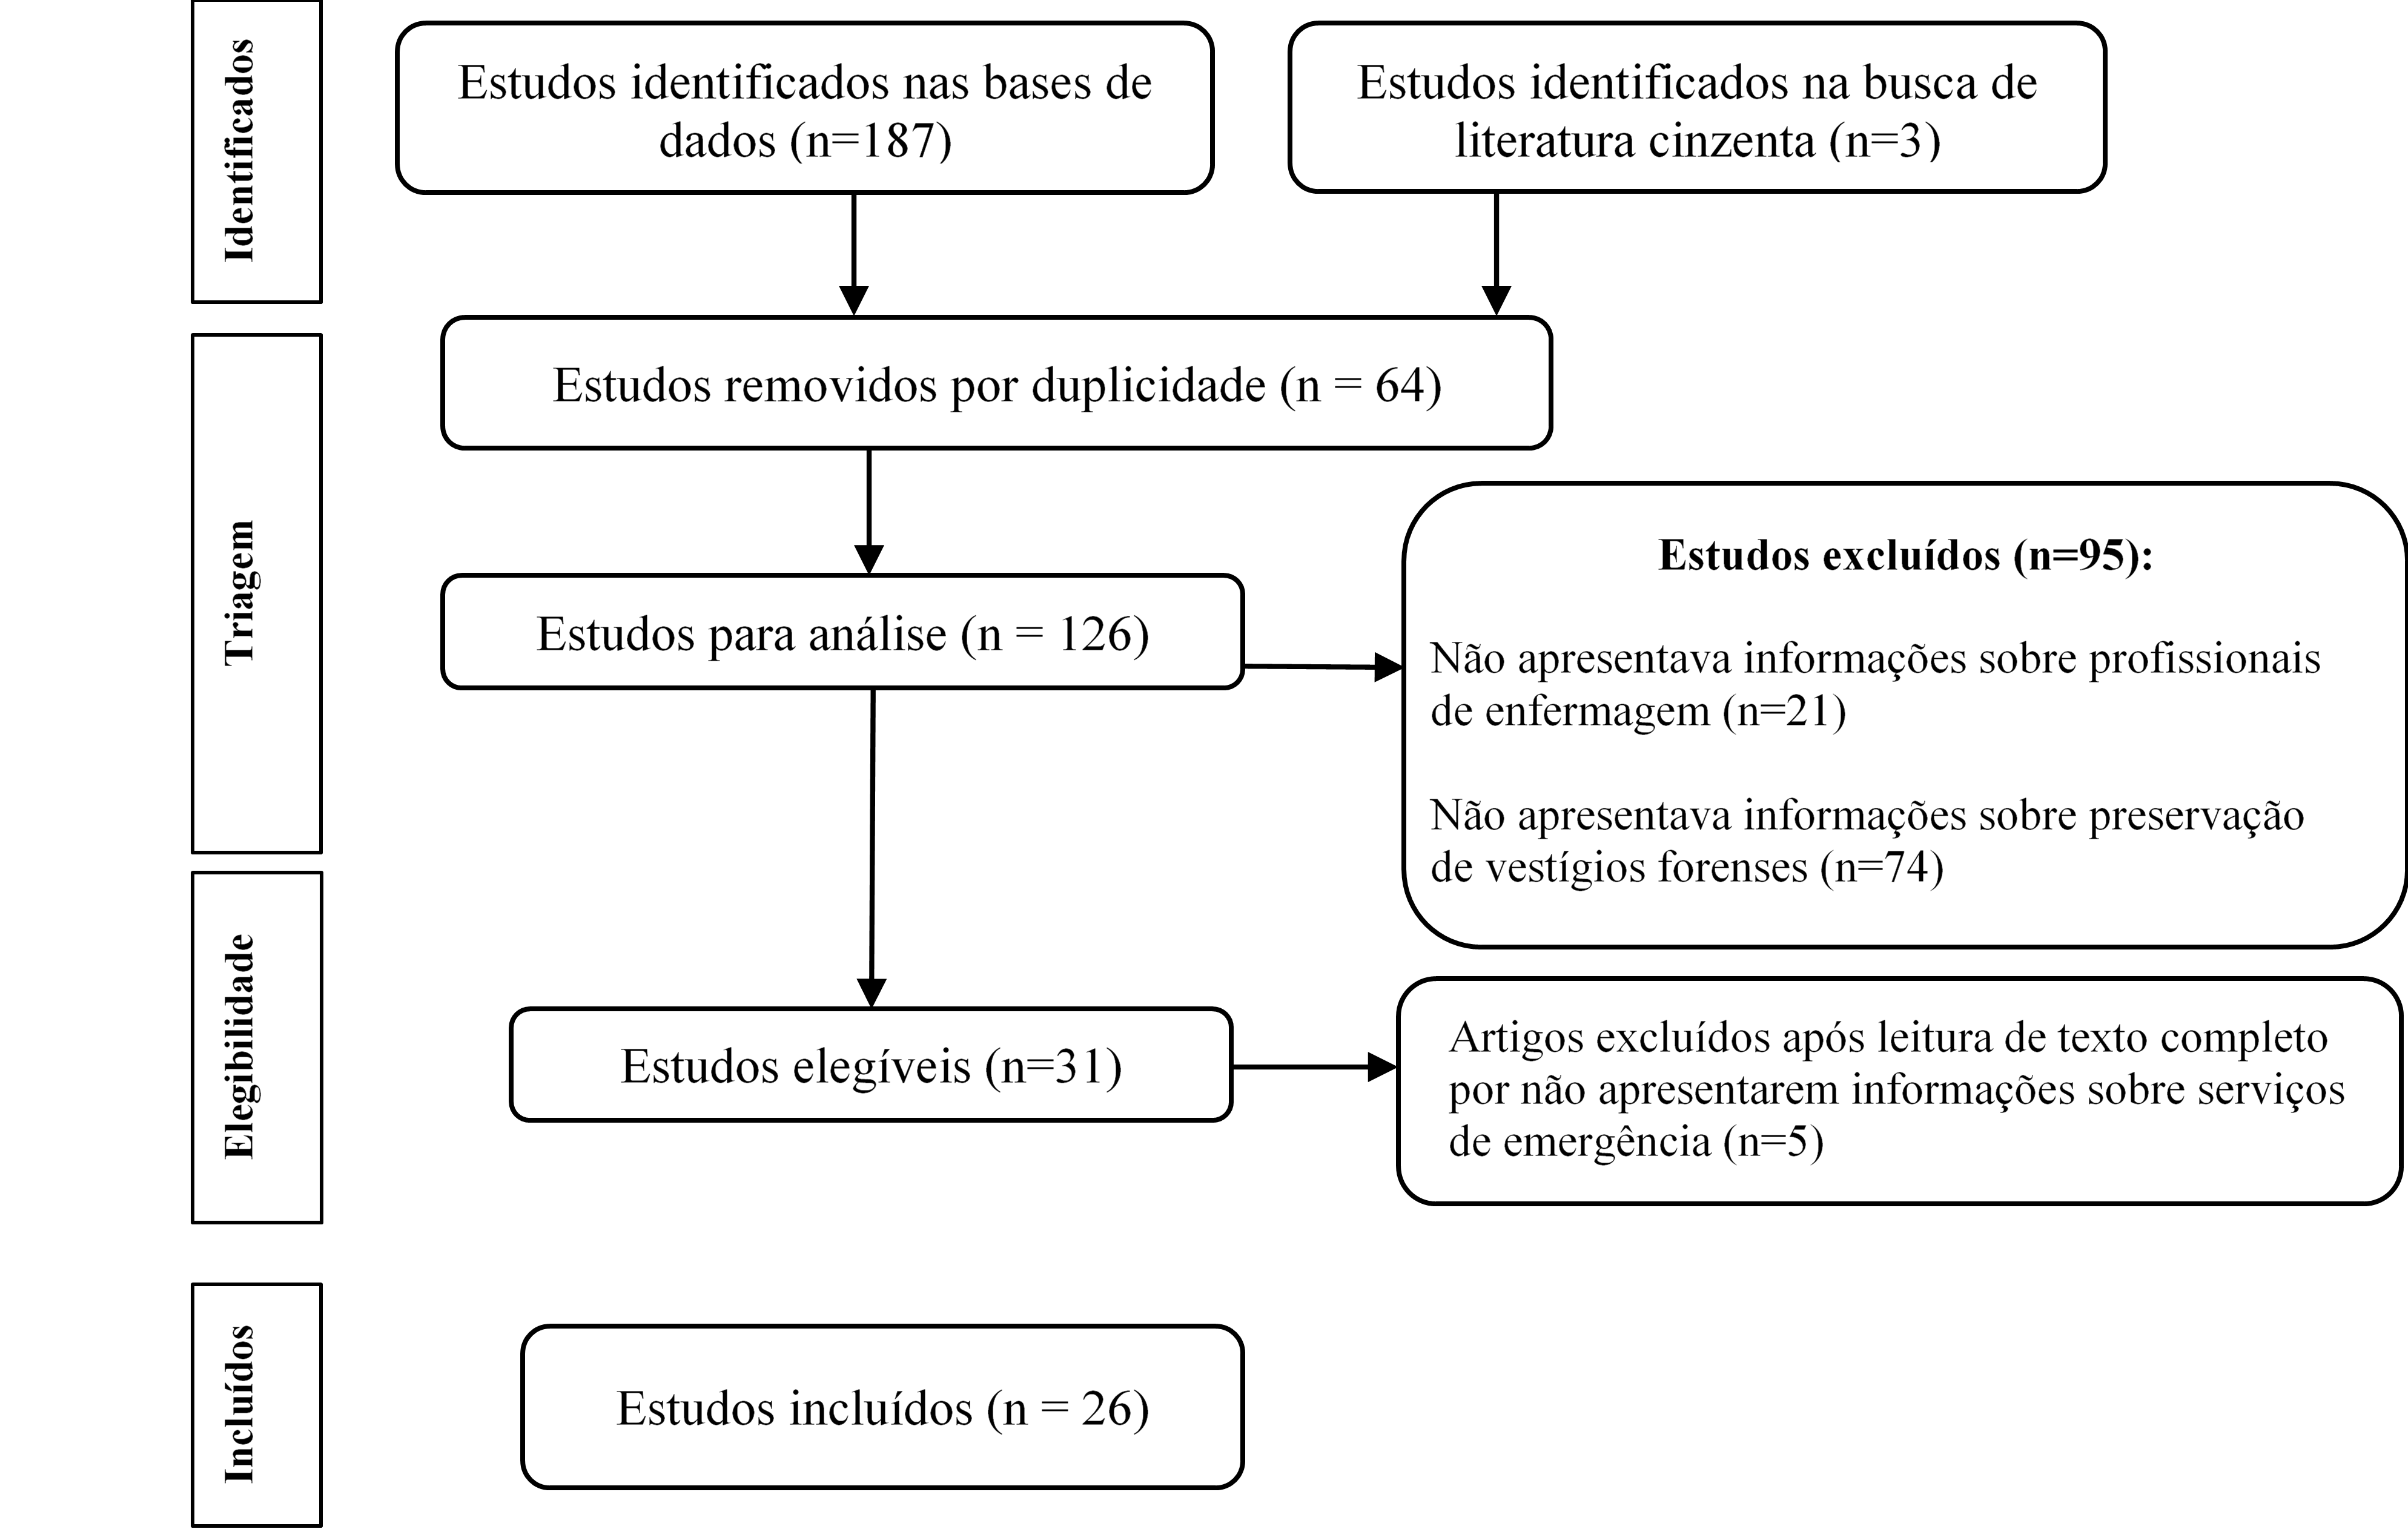 Identificados
Estudos identificados nas bases de
dados (n=187)
Estudos identificados na busca de
literatura cinzenta (n=3)
Triagem
Estudos removidos por duplicidade (n = 64)
Estudos para análise (n = 126)
Estudos excluídos (n=95):
Não apresentava informações sobre profissionais
de enfermagem (n=21)
Não apresentava informações sobre preservação
de vestígios forenses (n=74)
Elegibilidade
Estudos elegíveis (n=31)
Artigos excluídos após leitura de texto completo
por não apresentarem informações sobre serviços
de emergência (n=5)
Incluídos
Estudos incluídos (n = 26)